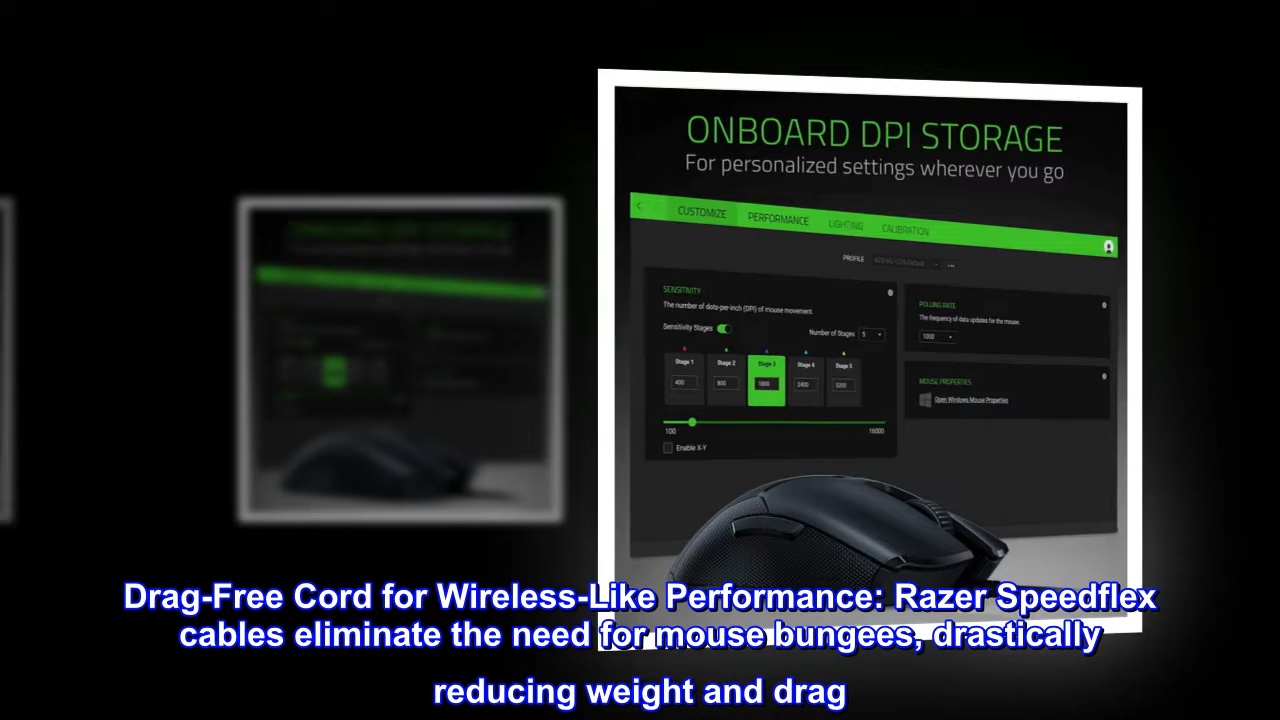 ONBOARD DPI STORAGE
For personalized settings wherever you go
CUSTOMIZE PERFORMANCE LIGHTING CALIBRATION
PROFILE
SENSITIVITY
The number of dots-per-inch (DPI) of mouse movement.
Sensitivity Stages
Number of Stages 5
Stage 1 Stage 2 Stage 3 Stage 4 Stage 5
400 800 1800 2400 3200
100 16000
Enable X-Y
POLLING RATE
The frequency of data updates for the mouse.
1000
MOUSE PROPERTIES
Open Windows Mouse Properties
Drag-Free Cord for Wireless-Like Performance: Razer Speedflex
cables eliminate the need for mouse bungees, drastically
reducing weight and drag